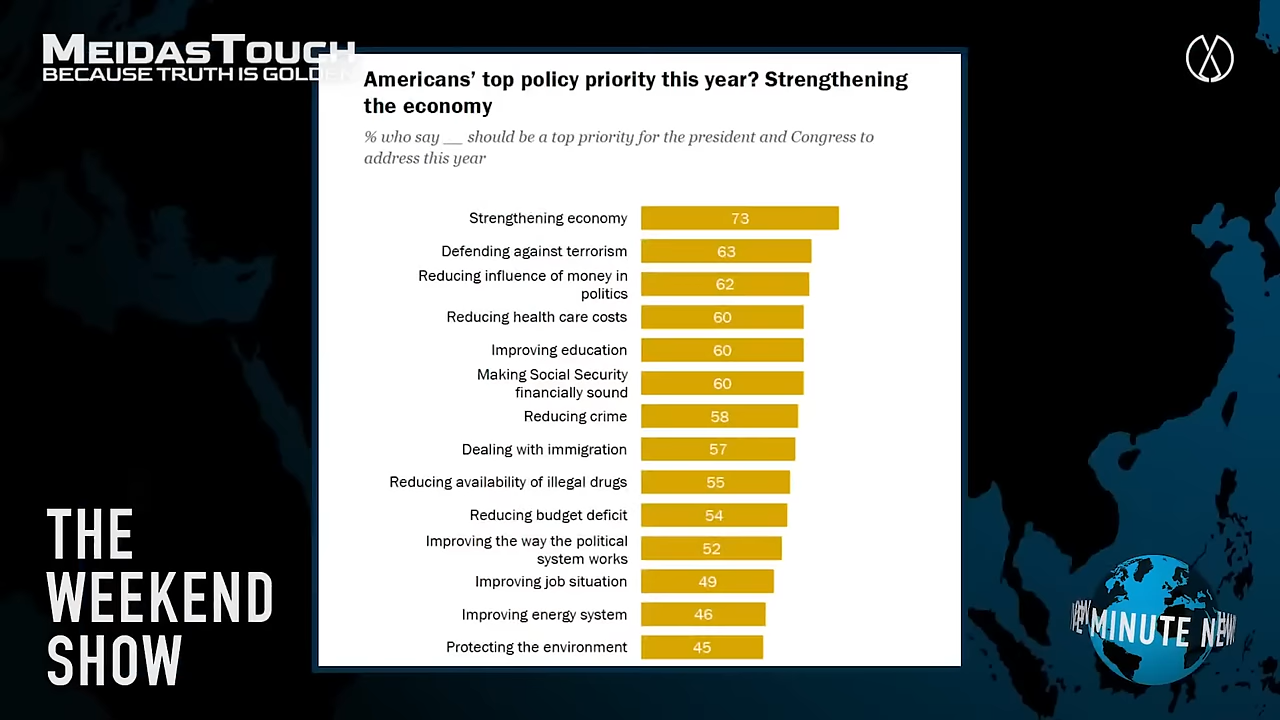 MEIDASTOUCH
BECAUSE TRUTH IS GOLDEN
Americans' top policy priority this year? Strengthening
the economy
% who say __ should be a top priority for the president and Congress to
address this year
Strengthening economy 73
Defending against terrorism 63
Reducing influence of money in
politics 62
Reducing health care costs 60
Improving education 60
Making Social Security
financially sound 60
Reducing crime 58
Dealing with immigration 57
Reducing availability of illegal drugs 55
Reducing budget deficit 54
Improving the way the political
system works 52
Improving job situation 49
Improving energy system 46
Protecting the environment 45
THE
WEEKEND
SHOW
MINUTE